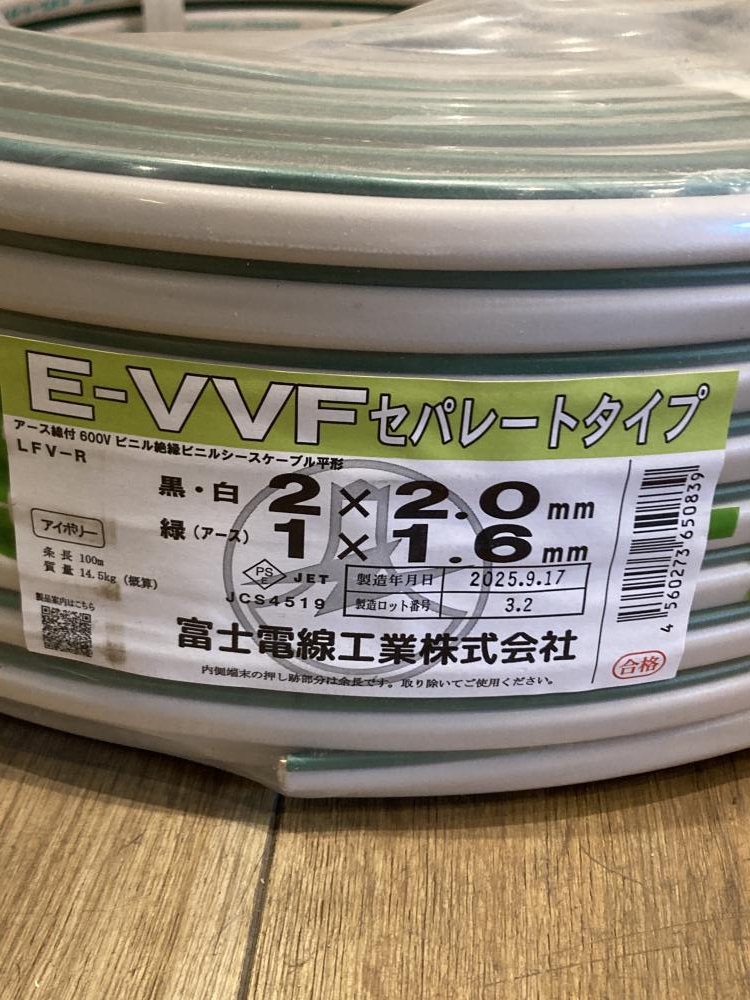 E-VVF セパレートタイプ
アース線付 600V ビニル絶縁ビニルシースケーブル平形
LFV-R
黒・白 2×2.0mm
緑（アース） 1×1.6mm
アイボリー
条長 100m
質量 14.5kg（概算）
PS E JET
JCS4519
製造年月日 2025.9.17
製造ロット番号 3.2
製品案内はこちら
富士電線工業株式会社
内側端末の押し跡部分は余長です。取り除いてご使用ください。
4 560273 650839
合格